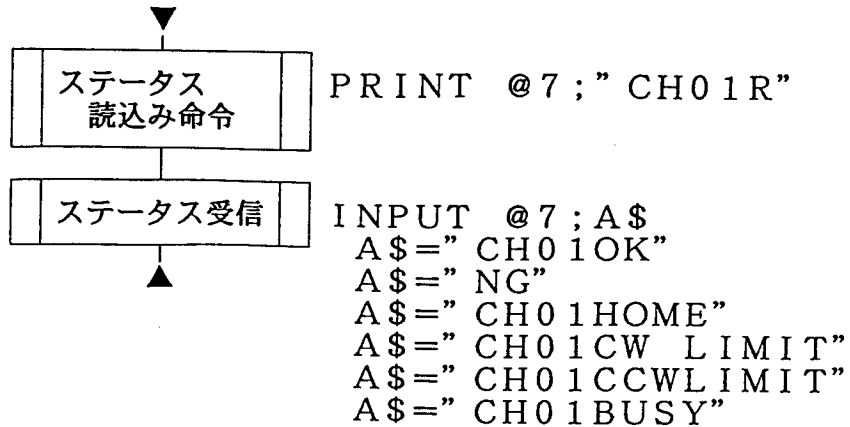 ステータス
読込み命令
PRINT @7;"CH01R"
ステータス受信
INPUT @7;A$
A$="CH01OK"
A$="NG"
A$="CH01HOME"
A$="CH01CW LIMIT"
A$="CH01CCWLIMIT"
A$="CH01BUSY"